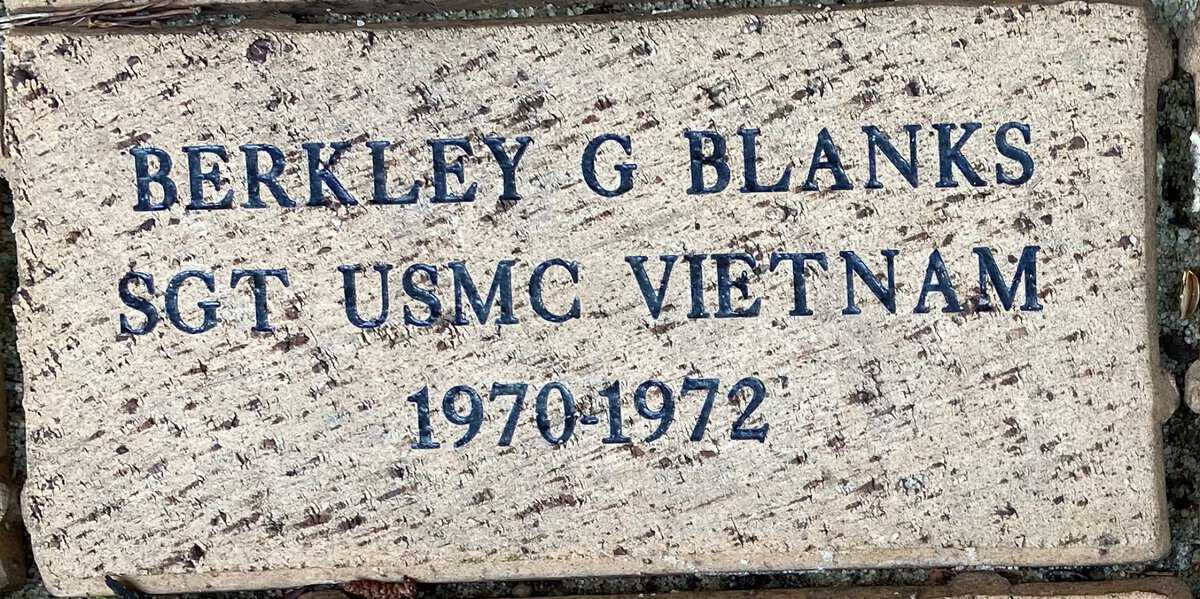 BERKLEY G BLANKS
SGT USMC VIETNAM
1970-1972